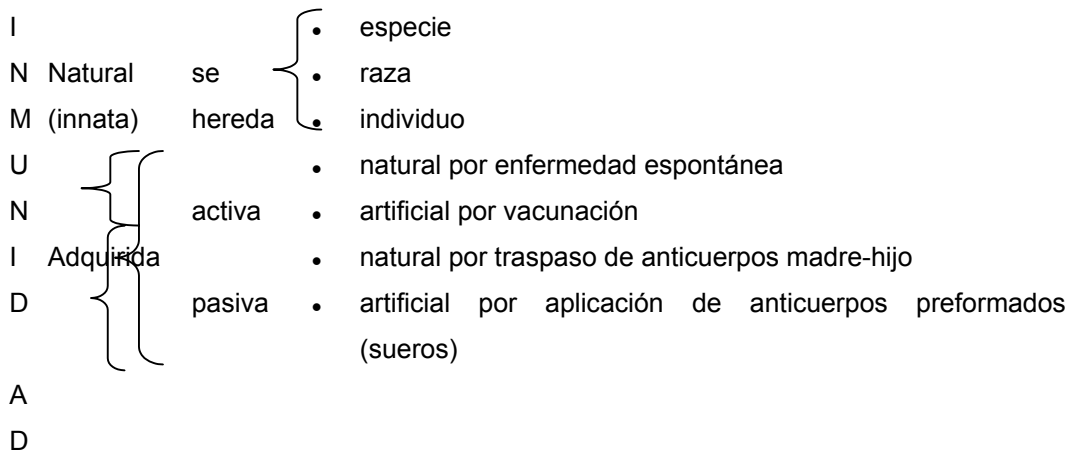 I • especie
N Natural se • raza
M (innata) hereda • individuo
U • natural por enfermedad espontánea
N activa • artificial por vacunación
I Adquirida • natural por traspaso de anticuerpos madre-hijo
D pasiva • artificial por aplicación de anticuerpos preformados
(sueros)
A
D